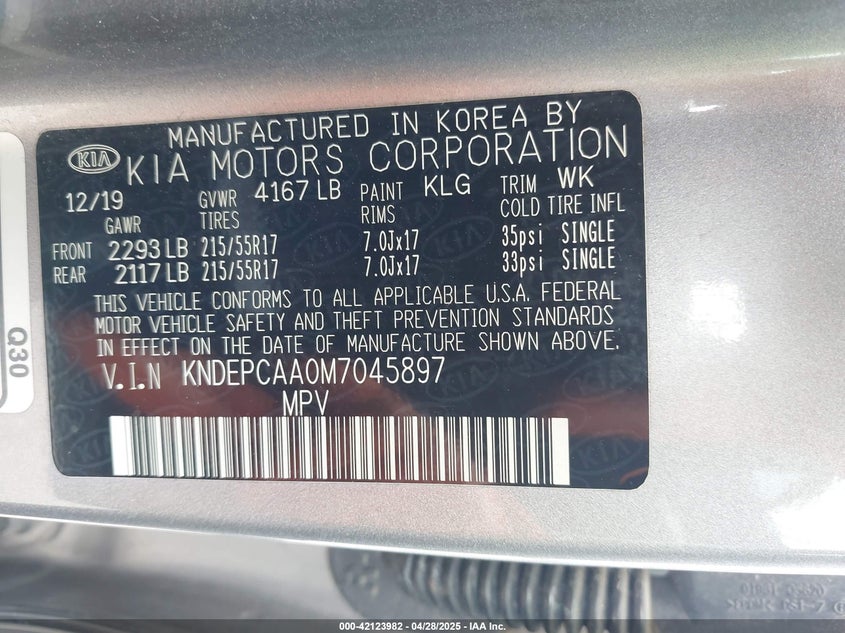 MANUFACTURED IN KOREA BY
KIA KIA MOTORS CORPORATION
12/19 GVWR 4167 LB PAINT KLG TRIM WK
GAWR TIRES RIMS COLD TIRE INFL
FRONT 2293 LB 215/55R17 7.0Jx17 35psi SINGLE
REAR 2117 LB 215/55R17 7.0Jx17 33psi SINGLE
THIS VEHICLE CONFORMS TO ALL APPLICABLE U.S.A. FEDERAL
MOTOR VEHICLE SAFETY AND THEFT PREVENTION STANDARDS
IN EFFECT ON THE DATE OF MANUFACTURE SHOWN ABOVE.
V.I.N KNDEPCAA0M7045897
MPV
Q30
000-42123982 / 04/28/2025 - IAA Inc.